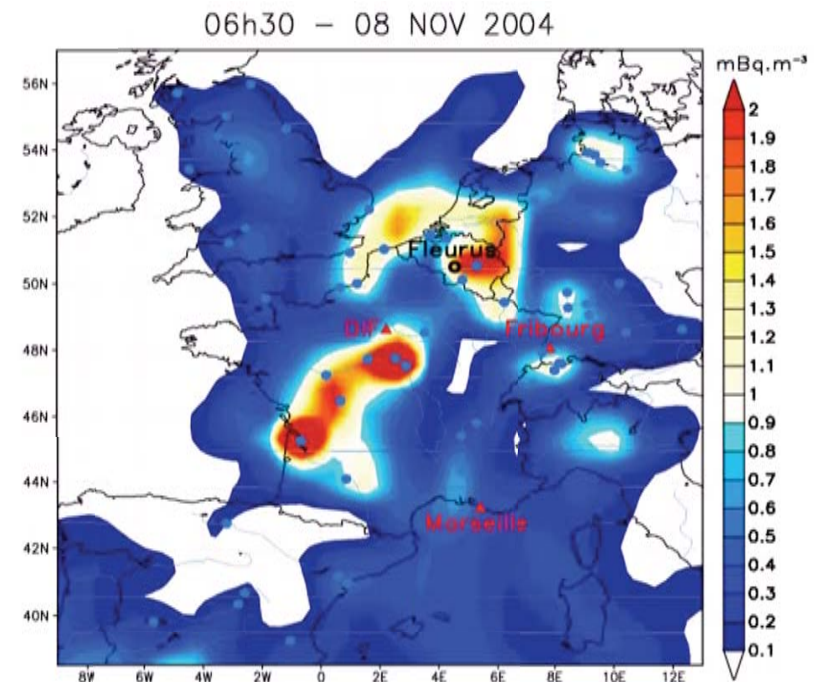 06h30 – 08 NOV 2004
mBq.m⁻³
56N
54N
52N
50N
48N
46N
44N
42N
40N
8W
6W
4W
2W
0
2E
4E
6E
8E
10E
12E
Fleurus
Fribourg
Marseille
2
1.9
1.8
1.7
1.6
1.5
1.4
1.3
1.2
1.1
1
0.9
0.8
0.7
0.6
0.5
0.4
0.3
0.2
0.1